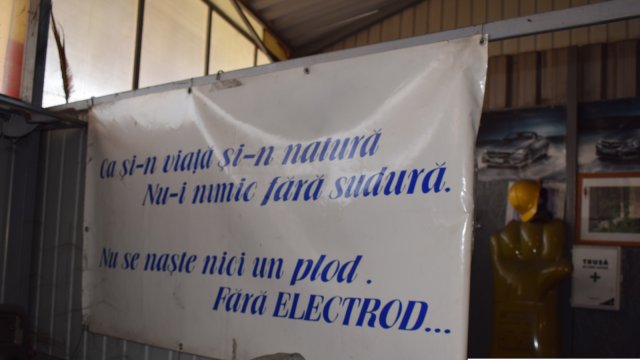 Ca și-n viață și-n natură
Nu-i nimic fără sudură.
Nu se naște nici un plod.
Fără ELECTROD...
TRUSĂ